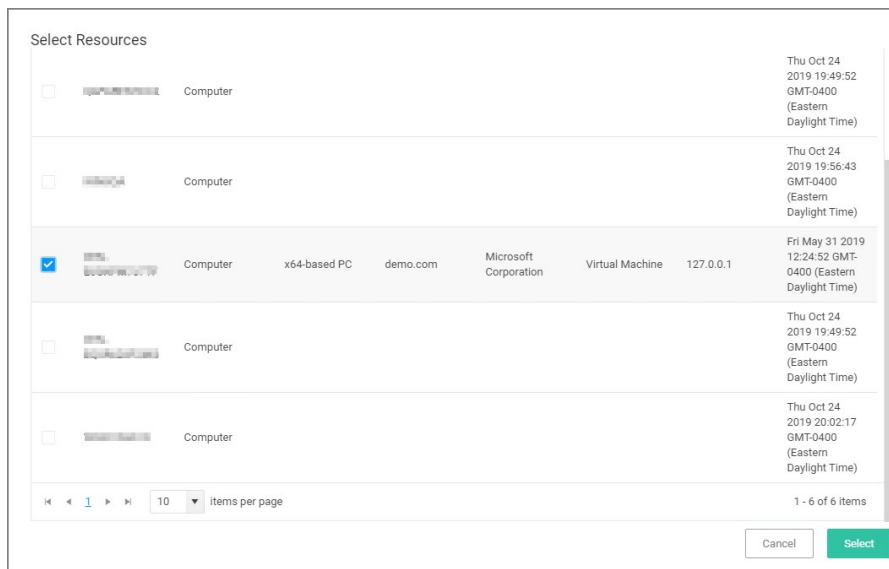 Select Resources
Computer
Thu Oct 24
2019 19:49:52
GMT-0400
(Eastern
Daylight Time)
Computer
Thu Oct 24
2019 19:56:43
GMT-0400
(Eastern
Daylight Time)
Computer
x64-based PC
demo.com
Microsoft
Corporation
Virtual Machine
127.0.0.1
Fri May 31 2019
12:24:52 GMT-
0400 (Eastern
Daylight Time)
Computer
Thu Oct 24
2019 19:49:52
GMT-0400
(Eastern
Daylight Time)
Computer
Thu Oct 24
2019 20:02:17
GMT-0400
(Eastern
Daylight Time)
1 10 items per page 1 - 6 of 6 items
Cancel Select